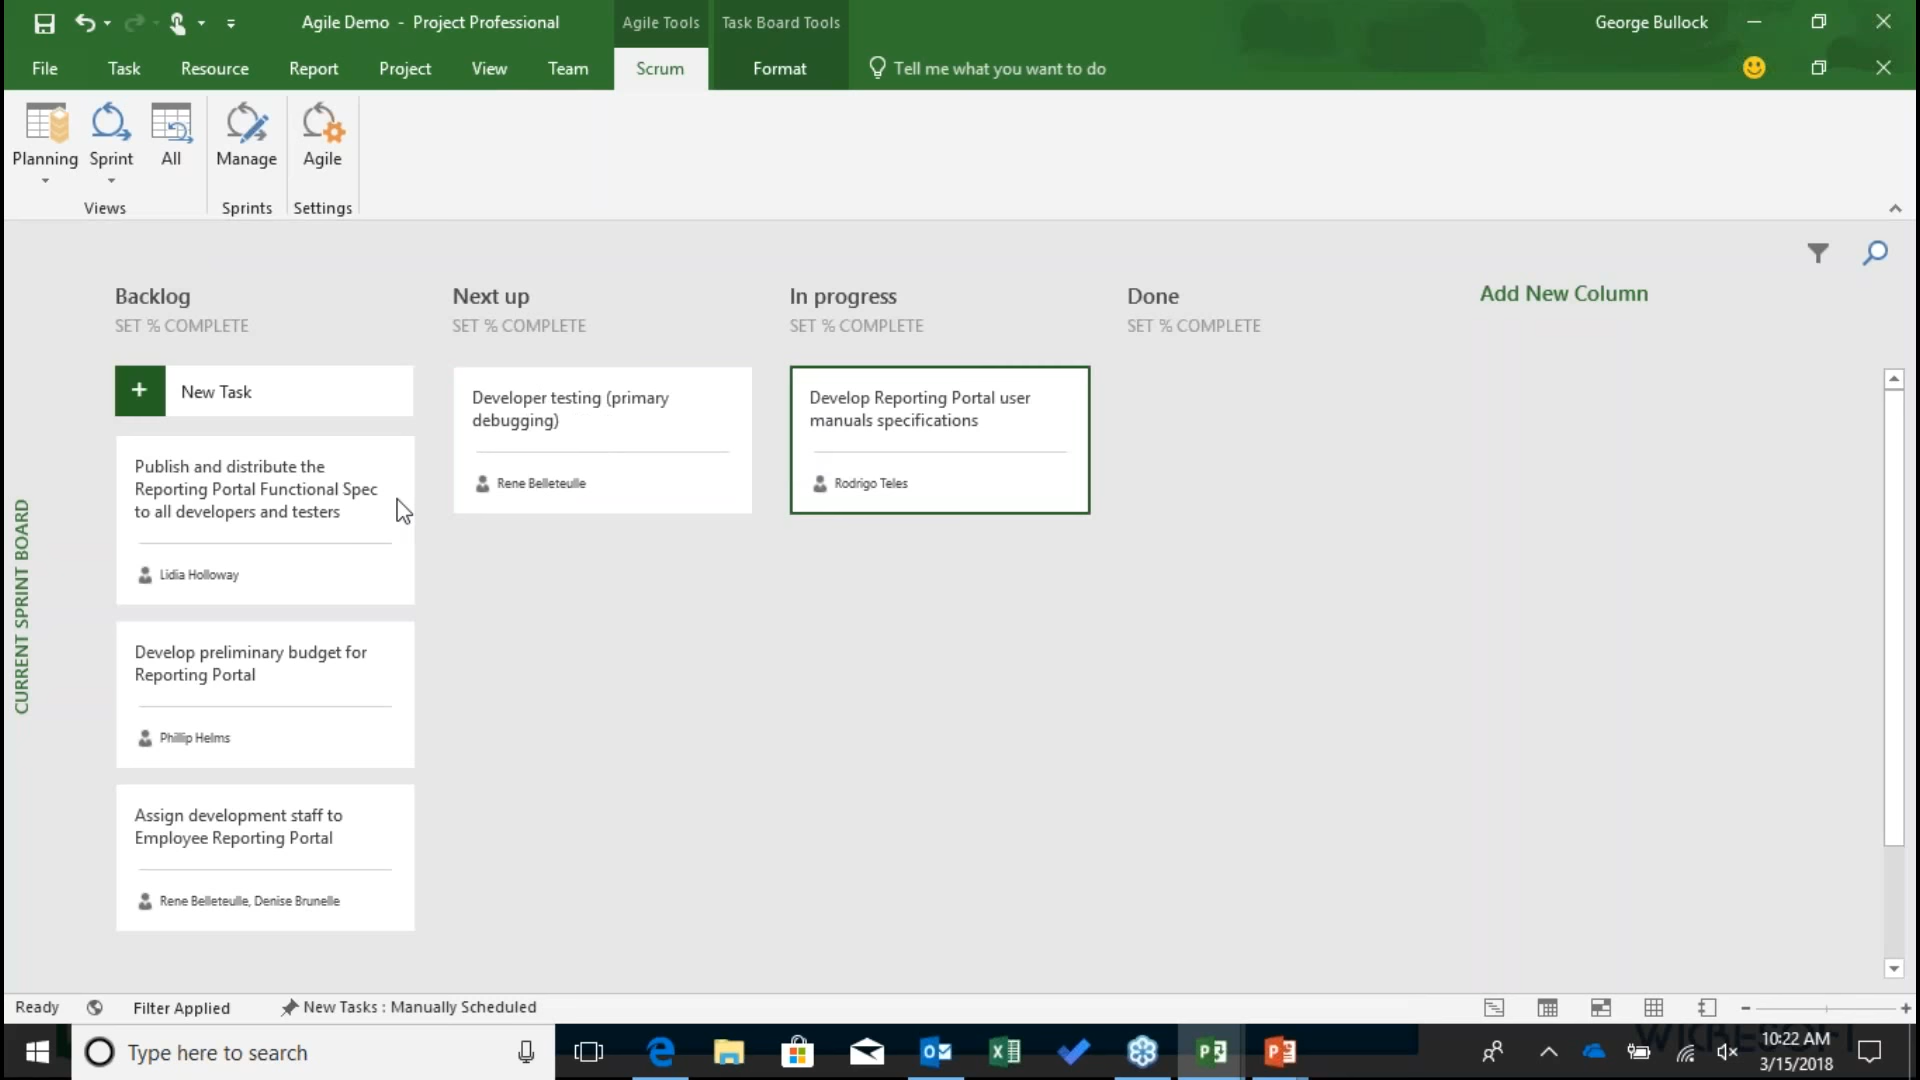 Agile Demo - Project Professional
Agile Tools
Task Board Tools
George Bullock
File
Task
Resource
Report
Project
View
Team
Scrum
Format
Tell me what you want to do
Planning
Sprint
All
Manage
Agile
Views
Sprints
Settings
CURRENT SPRINT BOARD
Backlog
SET % COMPLETE
+ New Task
Publish and distribute the
Reporting Portal Functional Spec
to all developers and testers
Lidia Holloway
Develop preliminary budget for
Reporting Portal
Phillip Helms
Assign development staff to
Employee Reporting Portal
Rene Belleteulle, Denise Brunelle
Next up
SET % COMPLETE
Developer testing (primary
debugging)
Rene Belleteulle
In progress
SET % COMPLETE
Develop Reporting Portal user
manuals specifications
Rodrigo Teles
Done
SET % COMPLETE
Add New Column
Ready
Filter Applied
New Tasks : Manually Scheduled
Type here to search
10:22 AM
3/15/2018